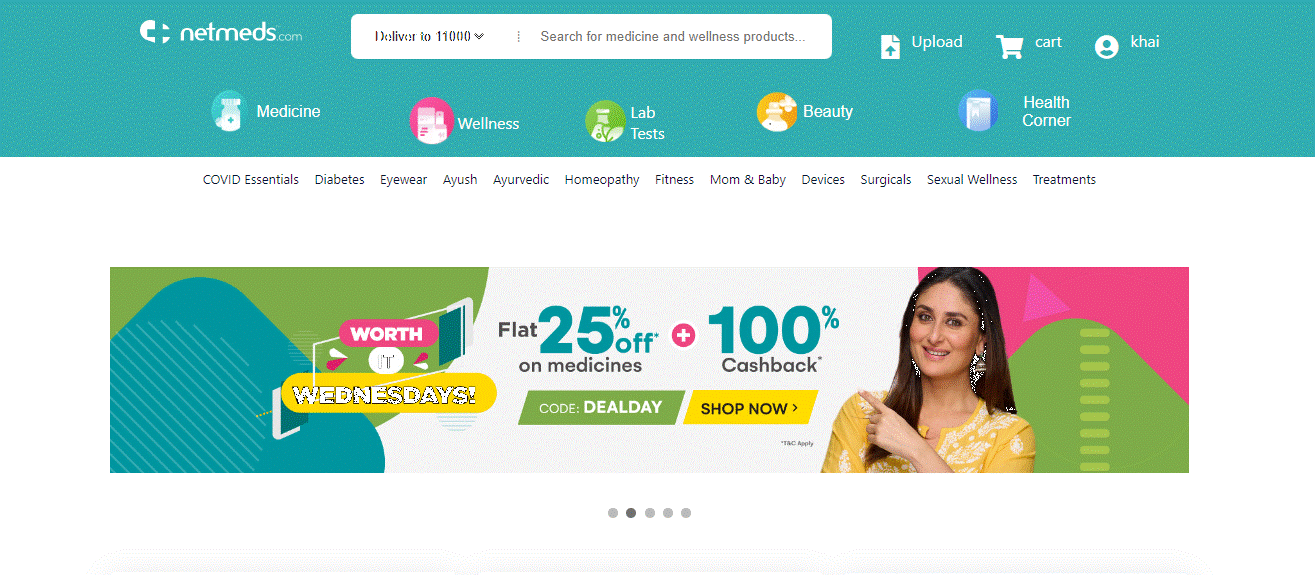 netmeds.com
Deliver to 11000
Search for medicine and wellness products...
Upload
cart
khai
Medicine
Wellness
Lab
Tests
Beauty
Health
Corner
COVID Essentials Diabetes Eyewear Ayush Ayurvedic Homeopathy Fitness Mom & Baby Devices Surgicals Sexual Wellness Treatments
WORTH
IT
WEDNESDAYS!
Flat 25% off* + 100%
on medicines Cashback*
CODE: DEALDAY SHOP NOW >
*T&C Apply